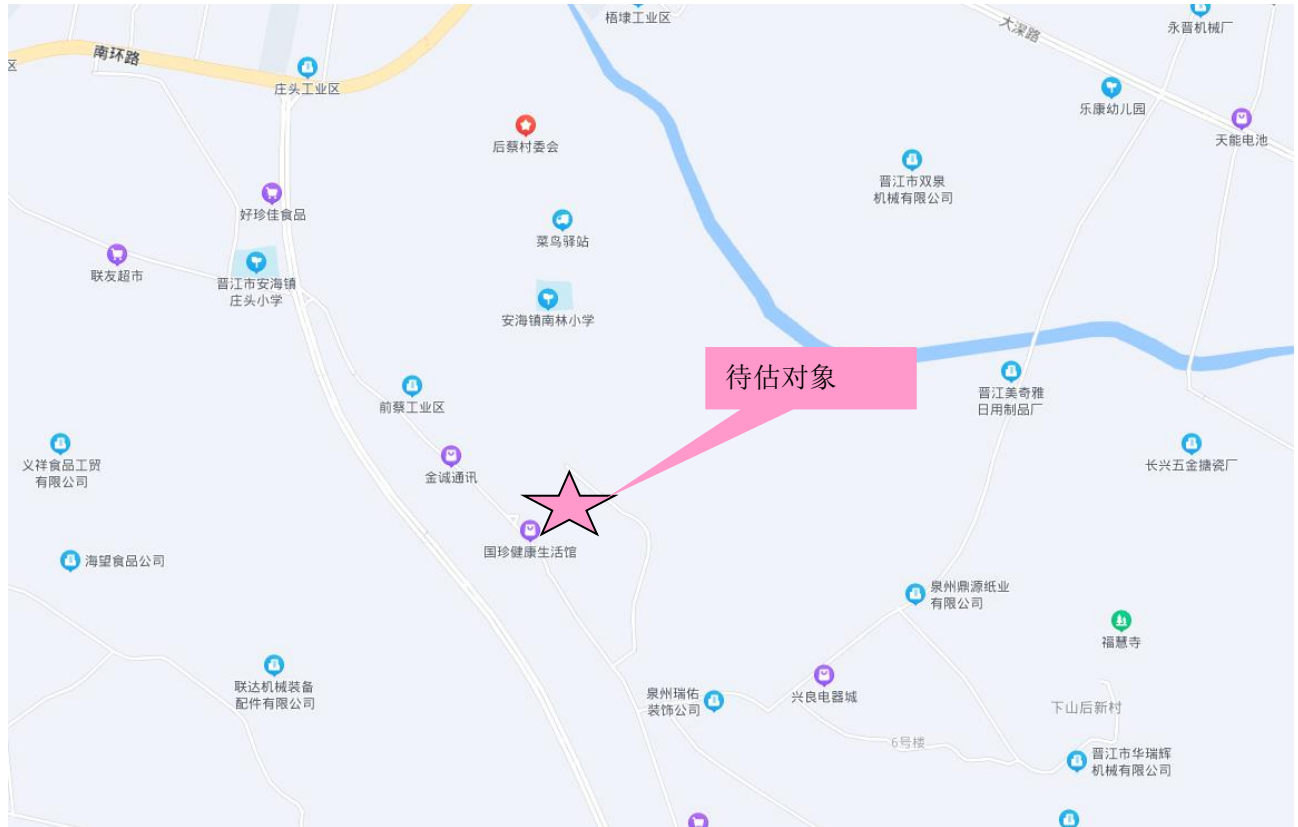 梧埭工业区
大深路
永晋机械厂
南环路
区
庄头工业区
乐康幼儿园
天能电池
后蔡村委会
晋江市双泉
机械有限公司
好珍佳食品
菜鸟驿站
联友超市
晋江市安海镇
庄头小学
安海镇南林小学
待估对象
晋江美奇雅
日用制品厂
前蔡工业区
义祥食品工贸
有限公司
金诚通讯
长兴五金搪瓷厂
国珍健康生活馆
海望食品公司
泉州鼎源纸业
有限公司
福慧寺
联达机械装备
配件有限公司
泉州瑞佑
装饰公司
兴良电器城
下山后新村
6号楼
晋江市华瑞辉
机械有限公司